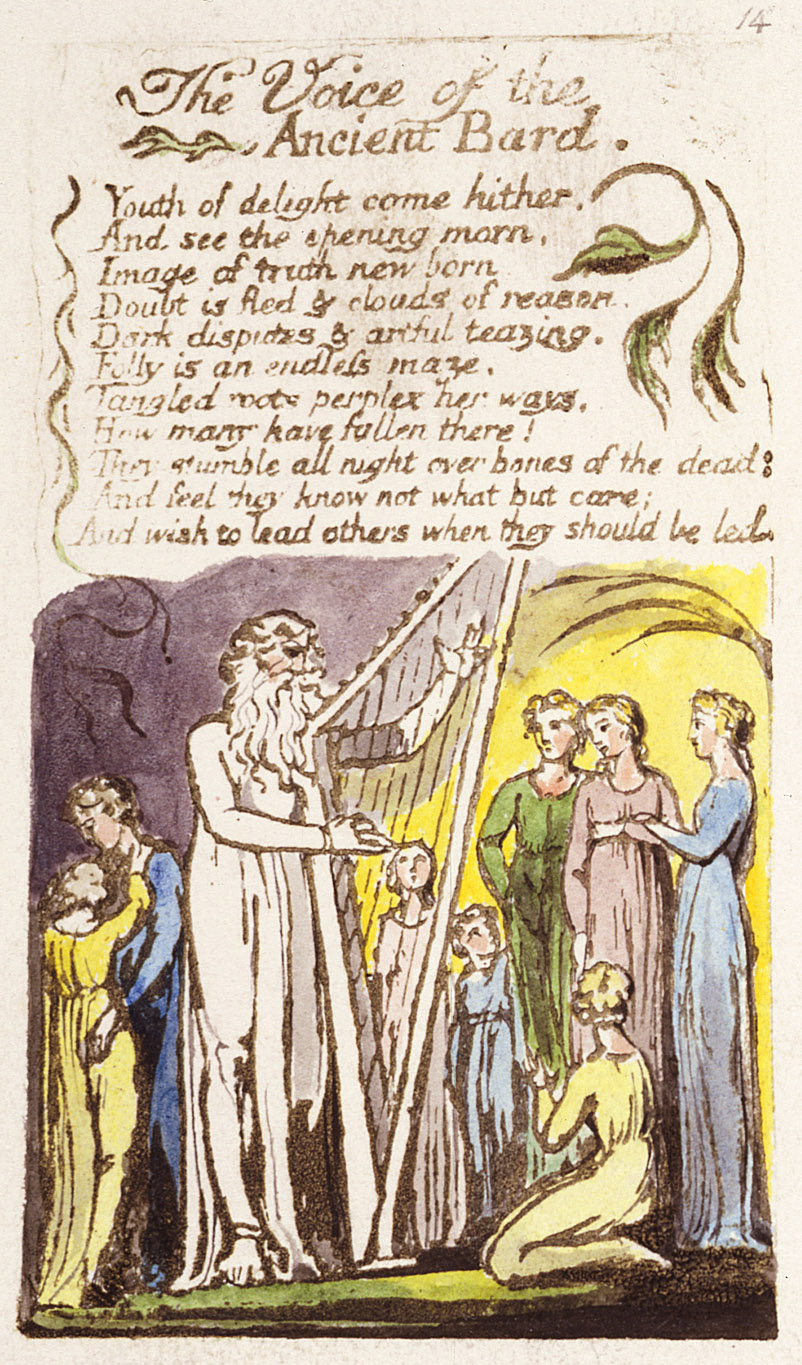 14
The Voice of the
Ancient Bard.
Youth of delight come hither.
And see the opening morn,
Image of truth new born
Doubt is fled & clouds of reason.
Dark disputes & artful teazing.
Folly is an endleſs maze.
Tangled roots perplex her ways,
How many have fallen there!
They stumble all night over bones of the dead:
And feel they know not what but care;
And wish to lead others when they should be led.